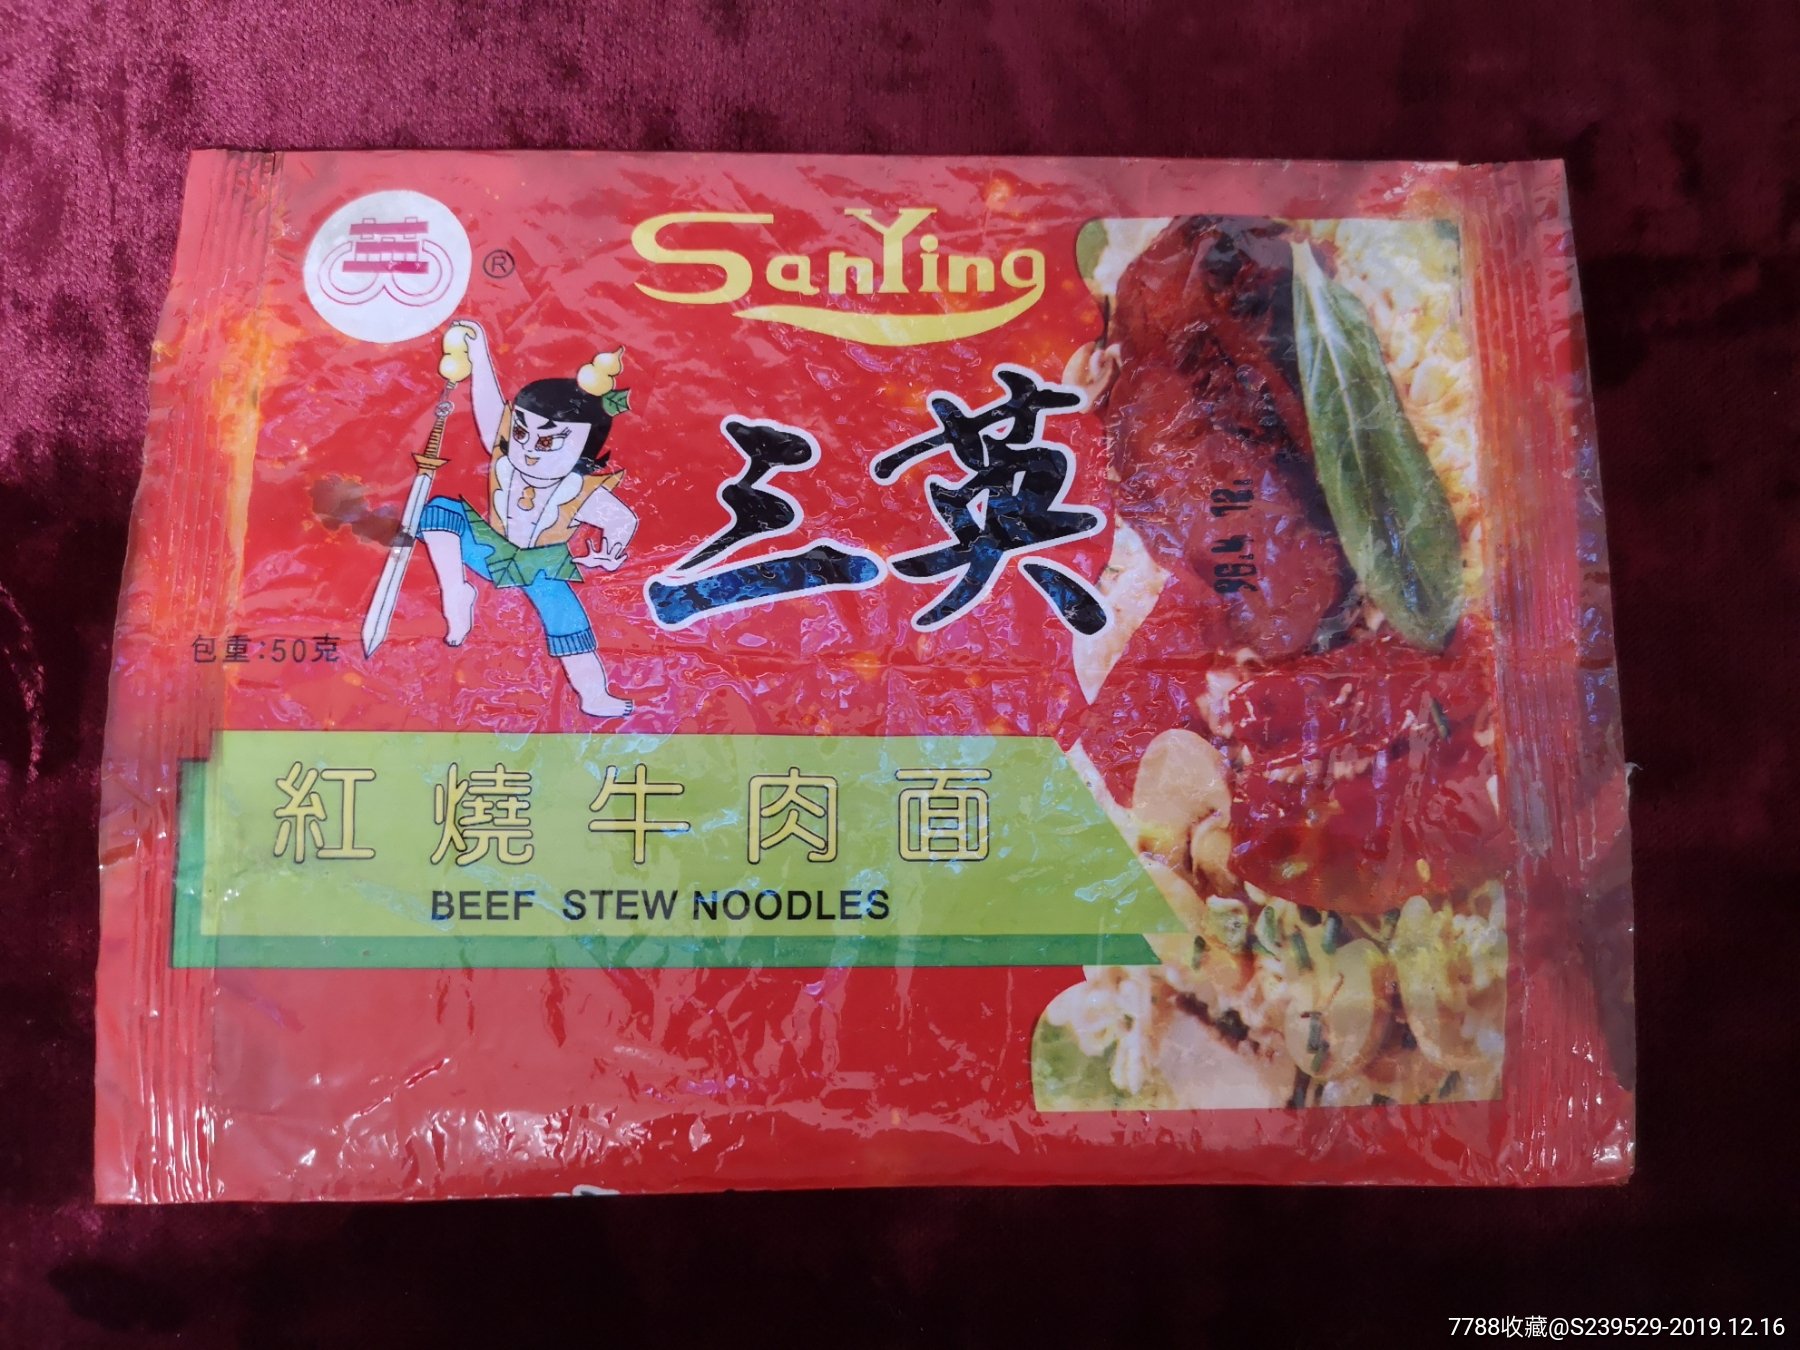 英
®
SanYing
三英
96.4 12.
包重:50克
紅燒牛肉面
BEEF STEW NOODLES
7788收藏@S239529-2019.12.16